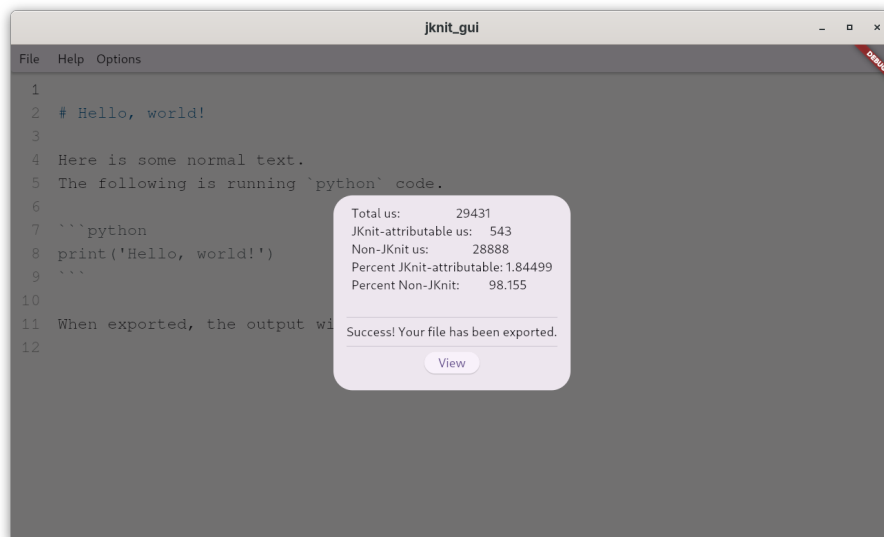 jknit_gui
File Help Options
DEBUG
1
2 # Hello, world!
3
4 Here is some normal text.
5 The following is running `python` code.
6
7 ```python
8 print('Hello, world!')
9 ```
10
11 When exported, the output wi
12
Total us: 29431
JKnit-attributable us: 543
Non-JKnit us: 28888
Percent JKnit-attributable: 1.84499
Percent Non-JKnit: 98.155
Success! Your file has been exported.
View